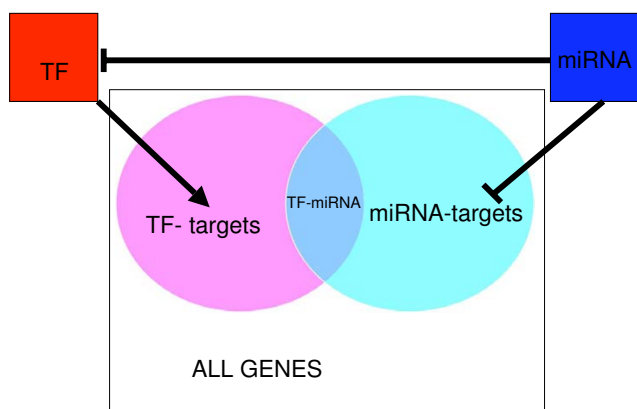 TF
miRNA
TF- targets
TF-miRNA
miRNA-targets
ALL GENES